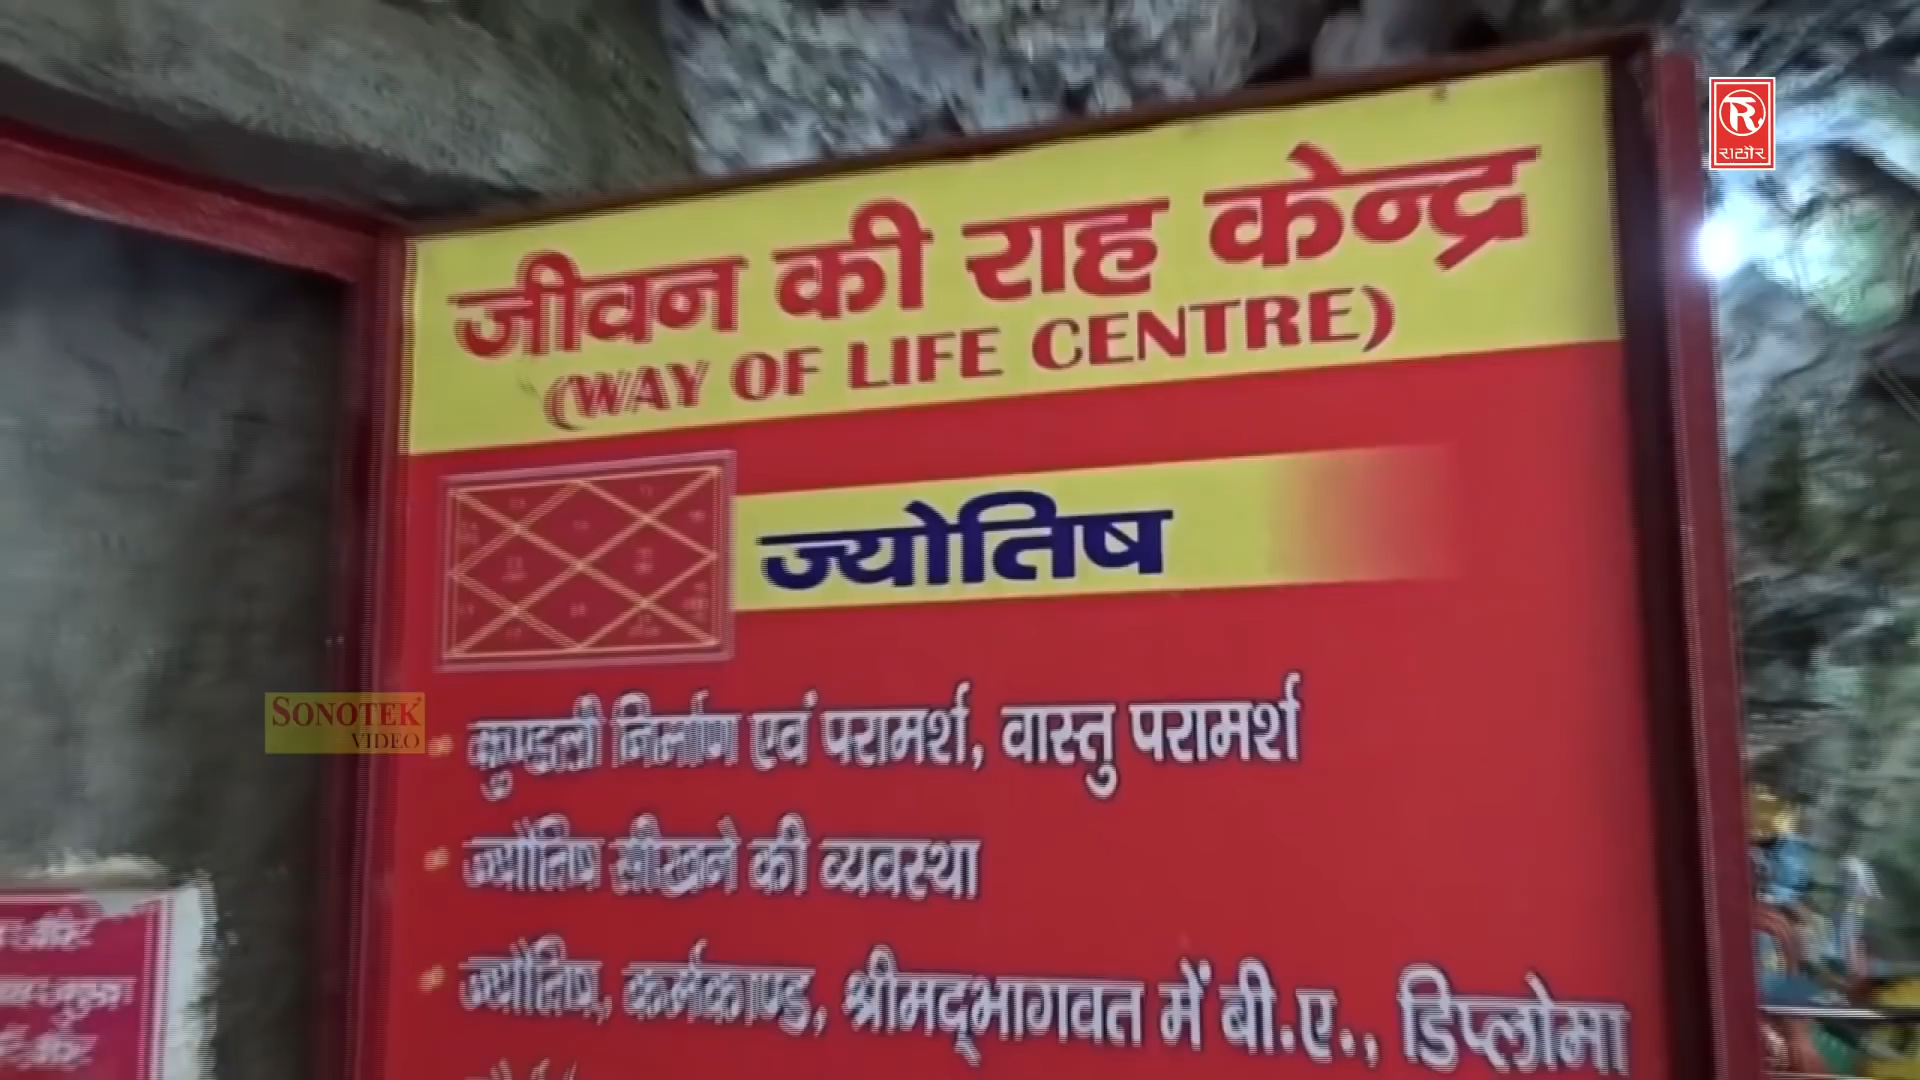 राठौर
जीवन की राह केन्द्र
(WAY OF LIFE CENTRE)
ज्योतिष
कुण्डली निर्माण एवं परामर्श, वास्तु परामर्श
SONOTEK
VIDEO
ज्योतिष सीखने की व्यवस्था
ज्योतिष, कर्मकाण्ड, श्रीमद्भागवत में बी.ए., डिप्लोमा